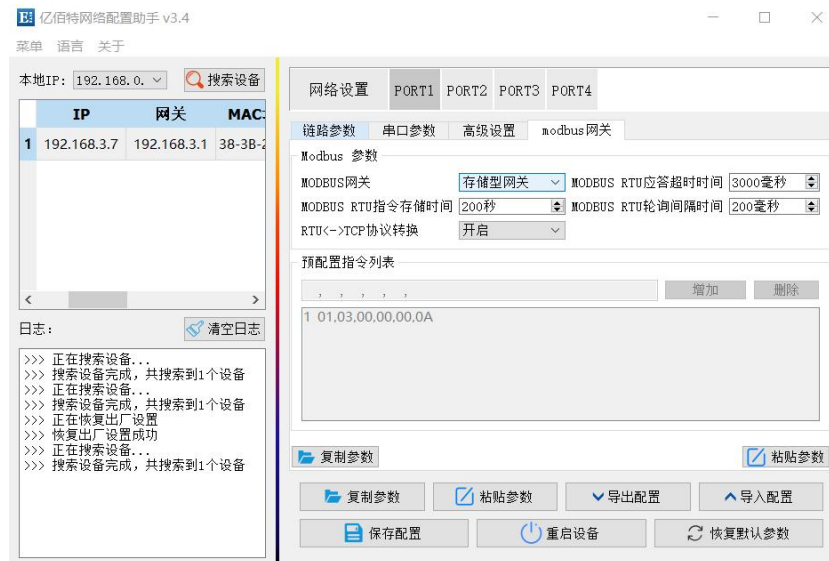 亿佰特网络配置助手 v3.4
菜单 语言 关于
本地IP: 192.168.0. 搜索设备
IP 网关 MAC
1 192.168.3.7 192.168.3.1 38-3B-
日志: 清空日志
>>> 正在搜索设备...
>>> 搜索设备完成，共搜索到1个设备
>>> 正在搜索设备...
>>> 搜索设备完成，共搜索到1个设备
>>> 正在恢复出厂设置
>>> 恢复出厂设置成功
>>> 正在搜索设备...
>>> 搜索设备完成，共搜索到1个设备
网络设置 PORT1 PORT2 PORT3 PORT4
链路参数 串口参数 高级设置 modbus网关
Modbus 参数
MODBUS网关 存储型网关 MODBUS RTU应答超时时间 3000毫秒
MODBUS RTU指令存储时间 200秒 MODBUS RTU轮询间隔时间 200毫秒
RTU<->TCP协议转换 开启
预配置指令列表
, , , , , 增加 删除
1 01,03,00,00,00,0A
复制参数 粘贴参数
复制参数 粘贴参数 导出配置 导入配置
保存配置 重启设备 恢复默认参数